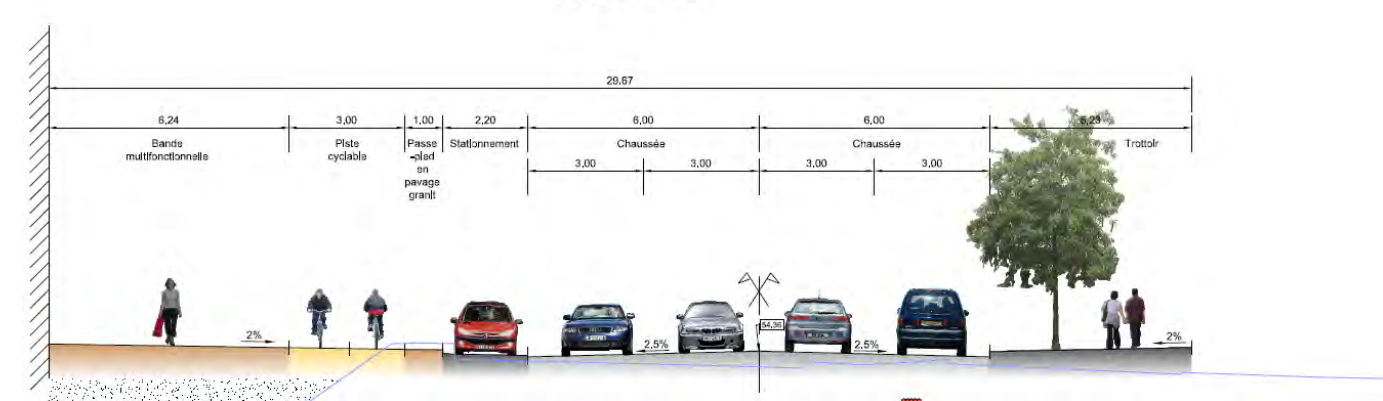 29.67
6,24
3,00
1,00
2,20
6,00
6,00
5,23
Bande
multifonctionnelle
Piste
cyclable
Passe
-pied
en
pavage
granit
Stationnement
Chaussée
Chaussée
Trottoir
3,00
3,00
3,00
3,00
54,36
2%
2,5%
2,5%
2%